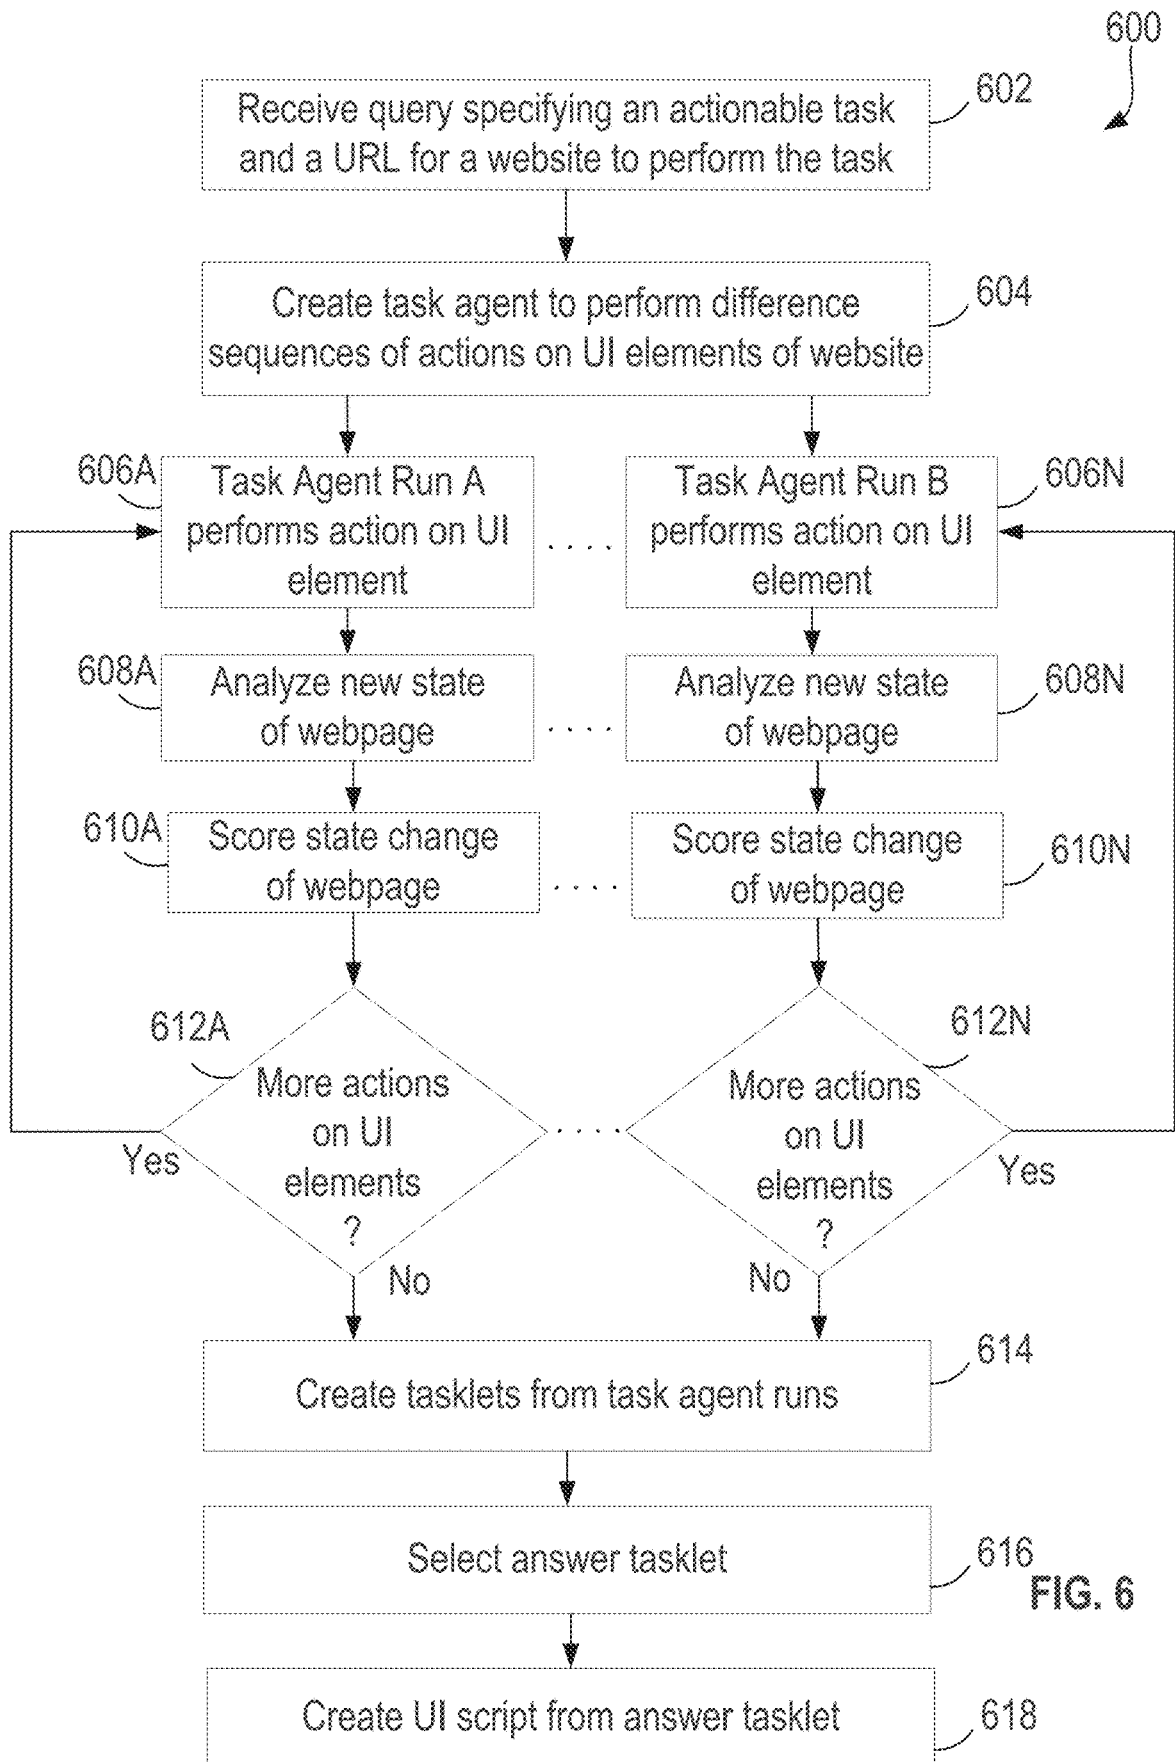 600
Receive query specifying an actionable task
and a URL for a website to perform the task
602
Create task agent to perform difference
sequences of actions on UI elements of website
604
606A
Task Agent Run A
performs action on UI
element
. . . .
Task Agent Run B
performs action on UI
element
606N
608A
Analyze new state
of webpage
. . . .
Analyze new state
of webpage
608N
610A
Score state change
of webpage
. . . .
Score state change
of webpage
610N
612A
More actions
on UI
elements
?
Yes
No
. . . .
612N
More actions
on UI
elements
?
Yes
No
Create tasklets from task agent runs
614
Select answer tasklet
616
FIG. 6
Create UI script from answer tasklet
618